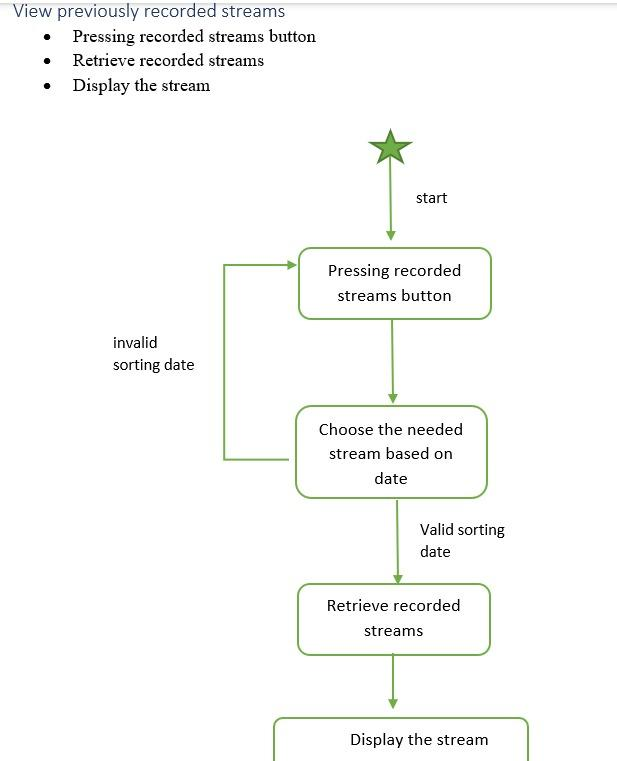 View previously recorded streams
• Pressing recorded streams button
• Retrieve recorded streams
• Display the stream
start
Pressing recorded
streams button
invalid
sorting date
Choose the needed
stream based on
date
Valid sorting
date
Retrieve recorded
streams
Display the stream